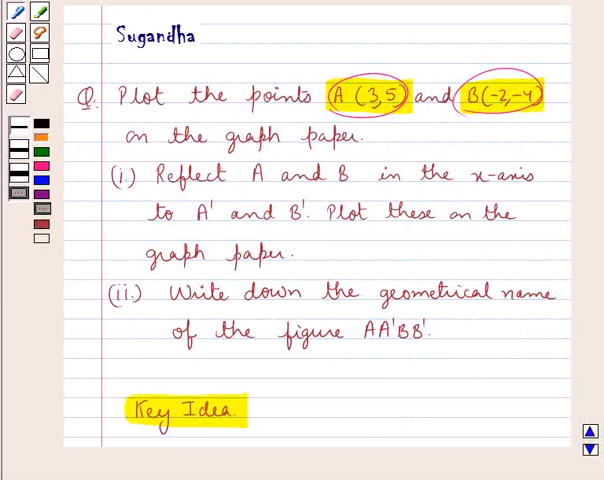 Sugandha
Q. Plot the points A (3,5) and B(-2,-4)
on the graph paper.
(i.) Reflect A and B in the x-axis
to A' and B'. Plot these on the
graph paper.
(ii.) Write down the geometrical name
of the figure AA'BB'.
Key Idea.